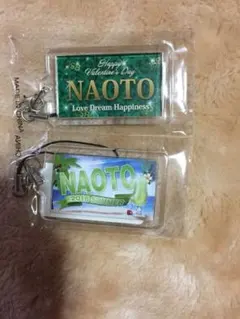 Happy
Valentine's Day
NAOTO
Love Dream Happiness
NAOTO